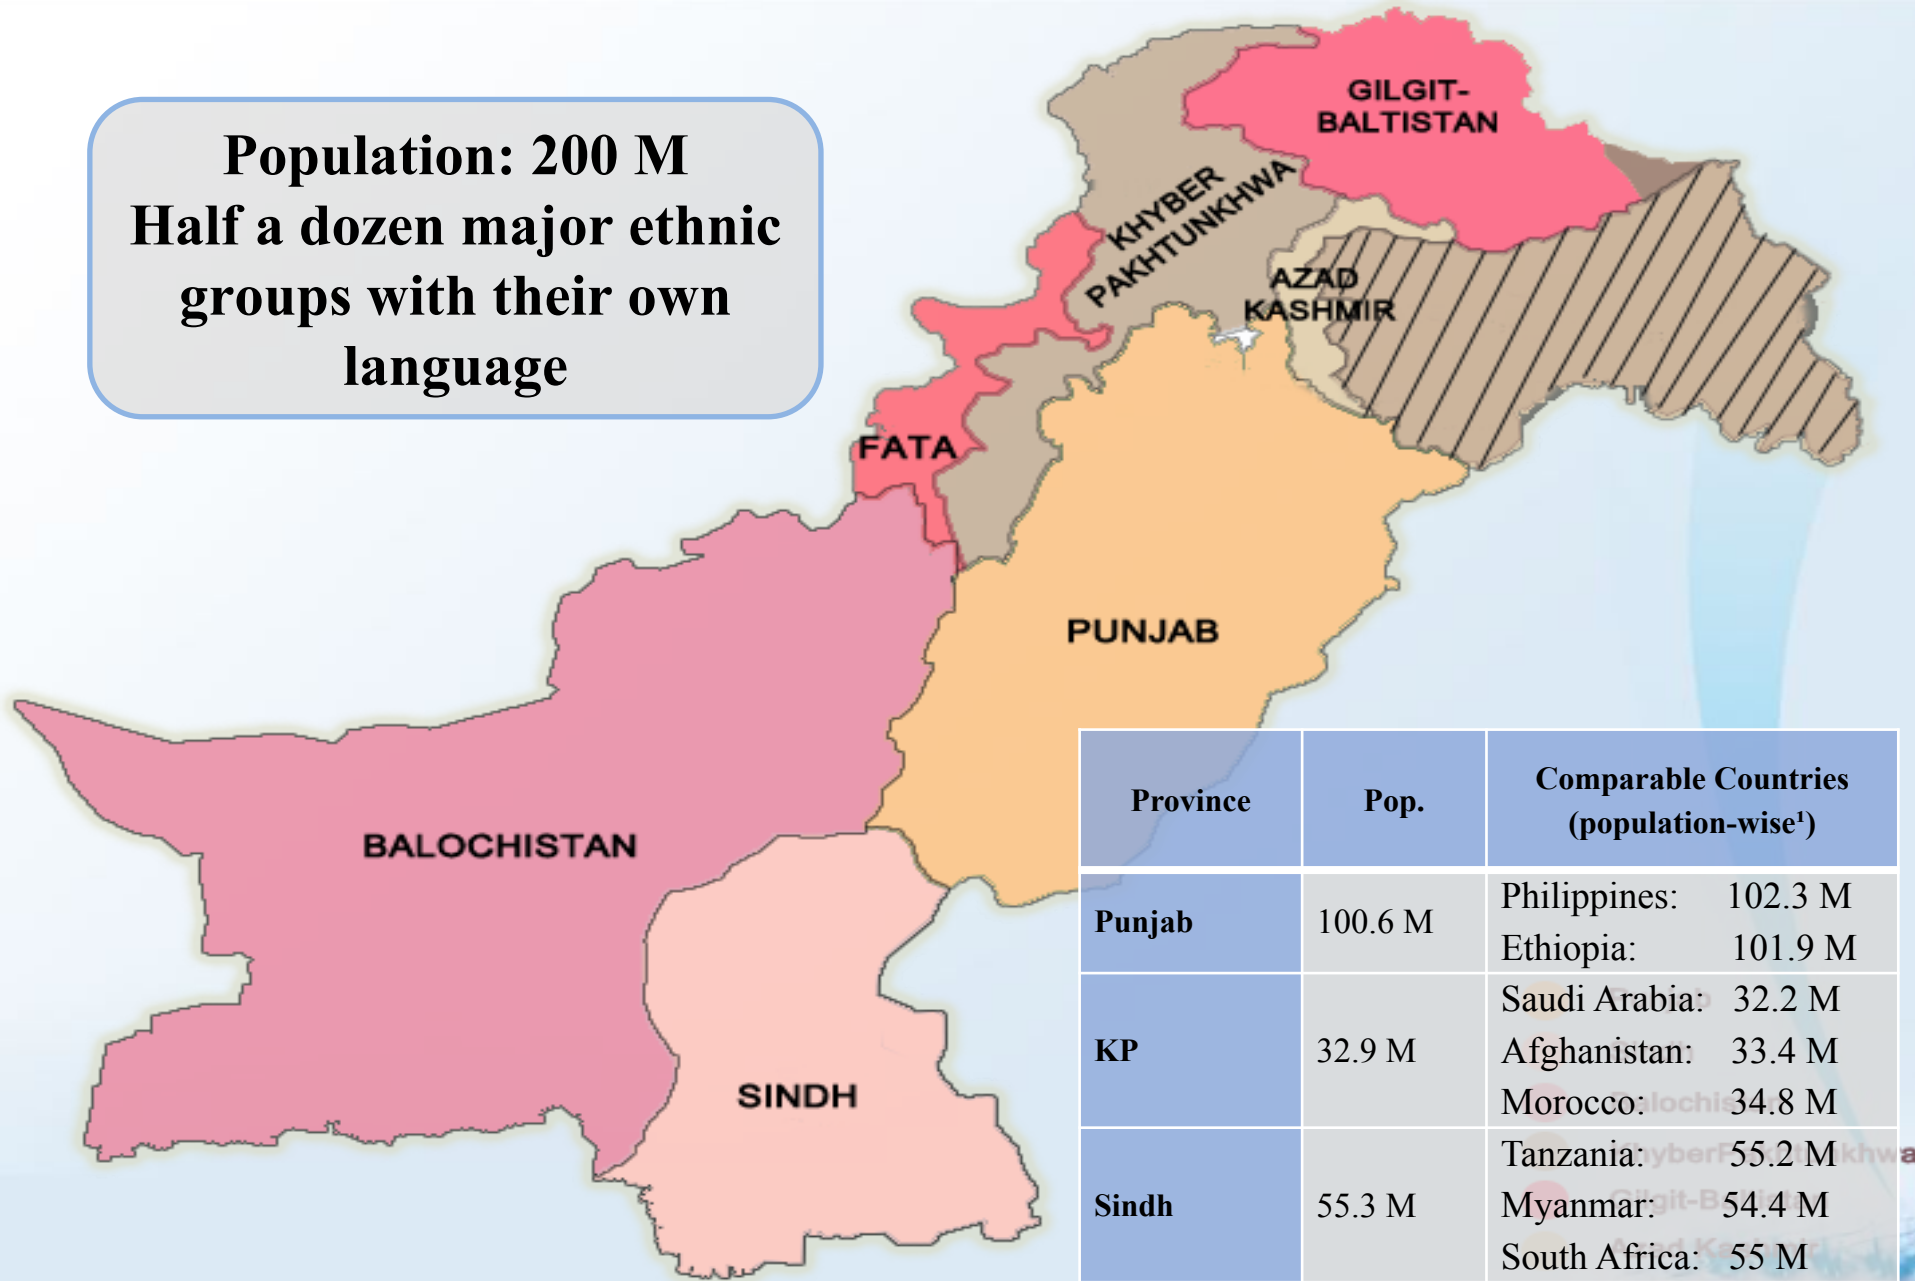 Population: 200 M
Half a dozen major ethnic
groups with their own
language
GILGIT-
BALTISTAN
KHYBER
PAKHTUNKHWA
AZAD
KASHMIR
FATA
PUNJAB
BALOCHISTAN
SINDH
Province Pop. Comparable Countries
(population-wise¹)
Punjab 100.6 M Philippines: 102.3 M
Ethiopia: 101.9 M
KP 32.9 M Saudi Arabia: 32.2 M
Afghanistan: 33.4 M
Morocco: 34.8 M
Sindh 55.3 M Tanzania: 55.2 M
Myanmar: 54.4 M
South Africa: 55 M